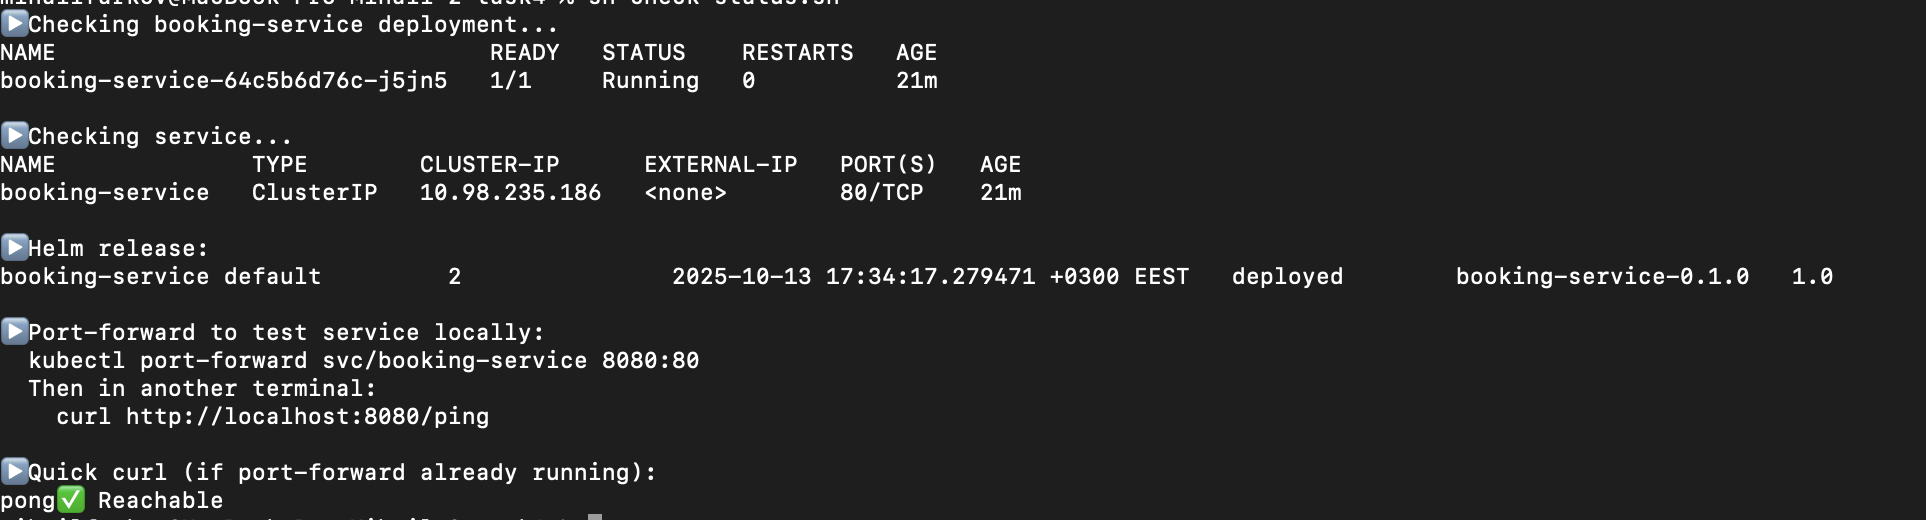 ▶️Checking booking-service deployment...
NAME                               READY   STATUS    RESTARTS   AGE
booking-service-64c5b6d76c-j5jn5   1/1     Running   0          21m
▶️Checking service...
NAME              TYPE        CLUSTER-IP      EXTERNAL-IP   PORT(S)   AGE
booking-service   ClusterIP   10.98.235.186   <none>        80/TCP    21m
▶️Helm release:
booking-service default         2               2025-10-13 17:34:17.279471 +0300 EEST   deployed        booking-service-0.1.0   1.0
▶️Port-forward to test service locally:
  kubectl port-forward svc/booking-service 8080:80
  Then in another terminal:
    curl http://localhost:8080/ping
▶️Quick curl (if port-forward already running):
pong✅ Reachable